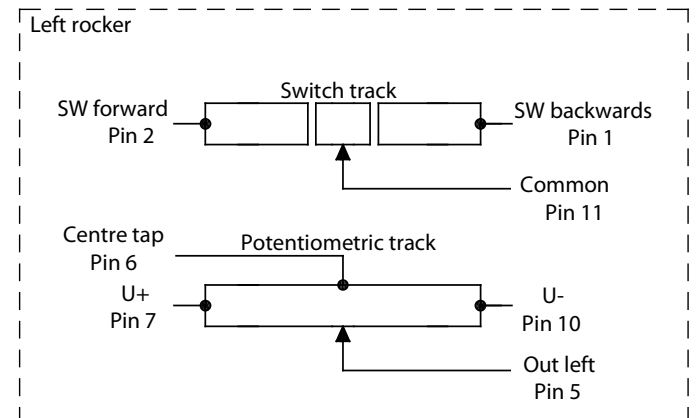 Left rocker
Switch track
SW forward
Pin 2
SW backwards
Pin 1
Common
Pin 11
Centre tap
Pin 6
Potentiometric track
U+
Pin 7
U-
Pin 10
Out left
Pin 5